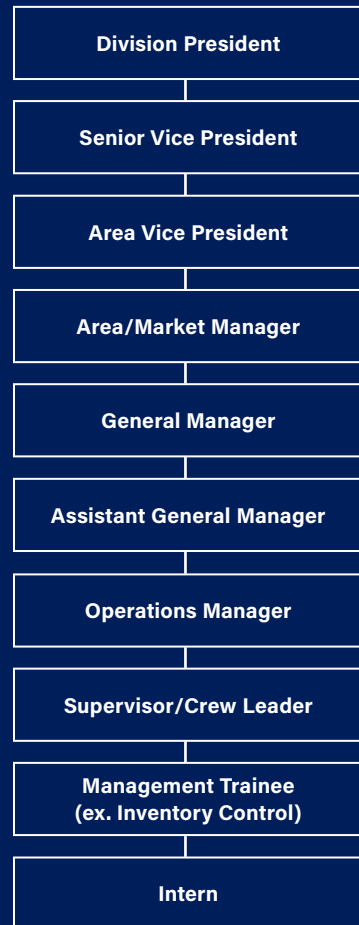 Division President
Senior Vice President
Area Vice President
Area/Market Manager
General Manager
Assistant General Manager
Operations Manager
Supervisor/Crew Leader
Management Trainee
(ex. Inventory Control)
Intern